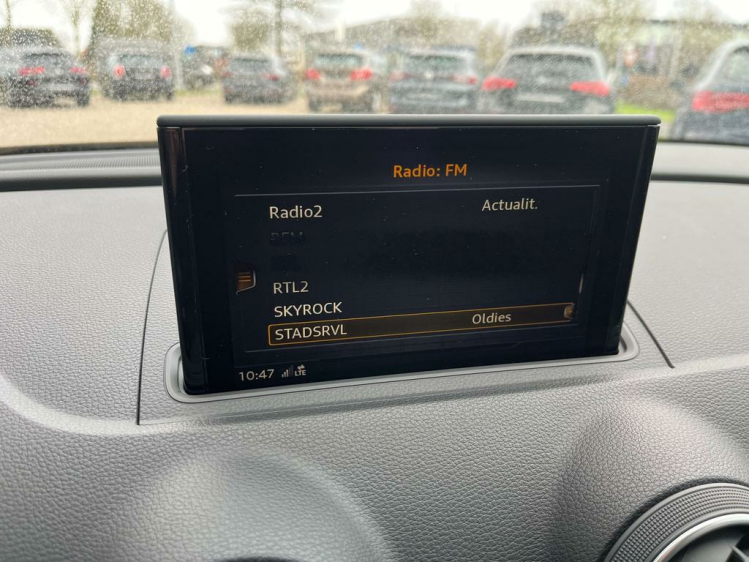 Radio: FM
Radio2 Actualit.
RTL2
SKYROCK
STADSRVL Oldies
10:47 LTE